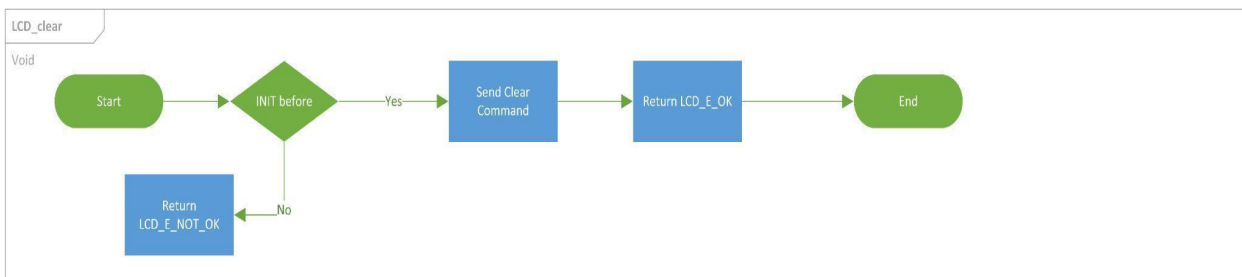 LCD_clear
Void
Start
INIT before
Yes
Send Clear
Command
Return LCD_E_OK
End
No
Return
LCD_E_NOT_OK